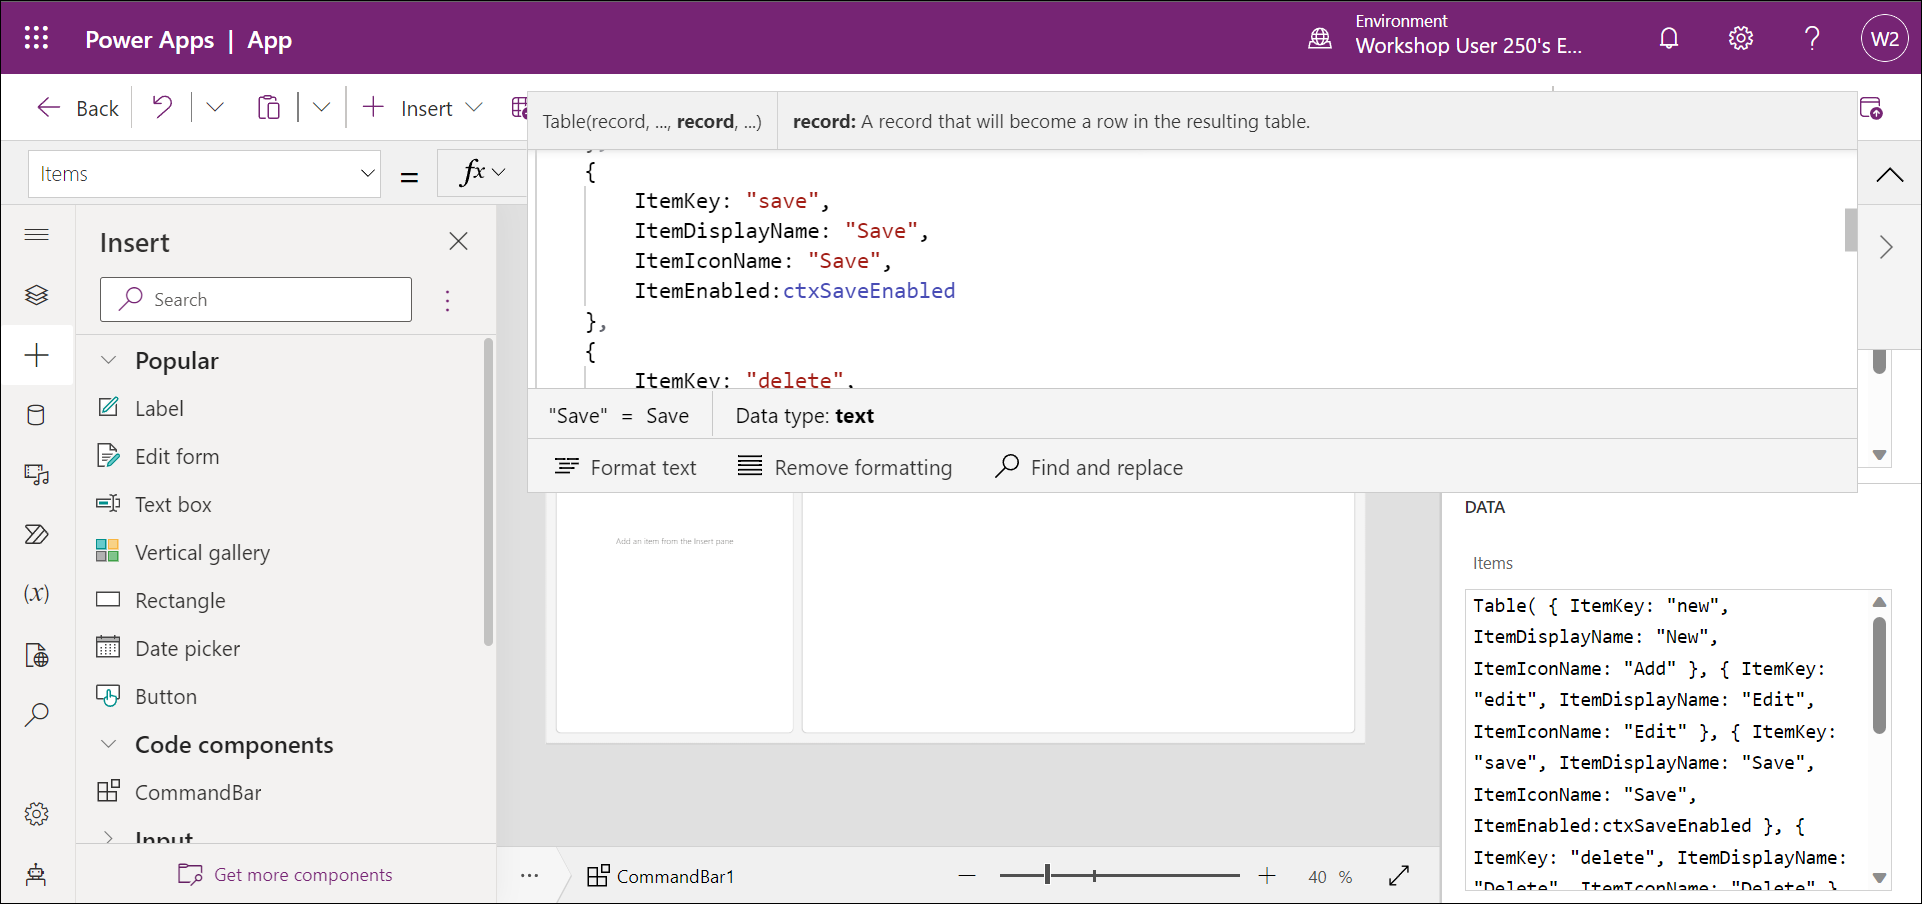 Power Apps | App
Environment
Workshop User 250's E...
W2
Back
Insert
Table(record, ..., record, ...)
record: A record that will become a row in the resulting table.
Items
=
fx
{
ItemKey: "save",
ItemDisplayName: "Save",
ItemIconName: "Save",
ItemEnabled:ctxSaveEnabled
},
{
ItemKey: "delete",
"Save" = Save
Data type: text
Format text
Remove formatting
Find and replace
Insert
Search
Popular
Label
Edit form
Text box
Vertical gallery
Rectangle
Date picker
Button
Code components
CommandBar
Input
Get more components
(x)
Add an item from the Insert pane
...
CommandBar1
40 %
DATA
Items
Table( { ItemKey: "new",
ItemDisplayName: "New",
ItemIconName: "Add" }, { ItemKey:
"edit", ItemDisplayName: "Edit",
ItemIconName: "Edit" }, { ItemKey:
"save", ItemDisplayName: "Save",
ItemIconName: "Save",
ItemEnabled:ctxSaveEnabled }, {
ItemKey: "delete", ItemDisplayName:
"Delete", ItemIconName: "Delete" }